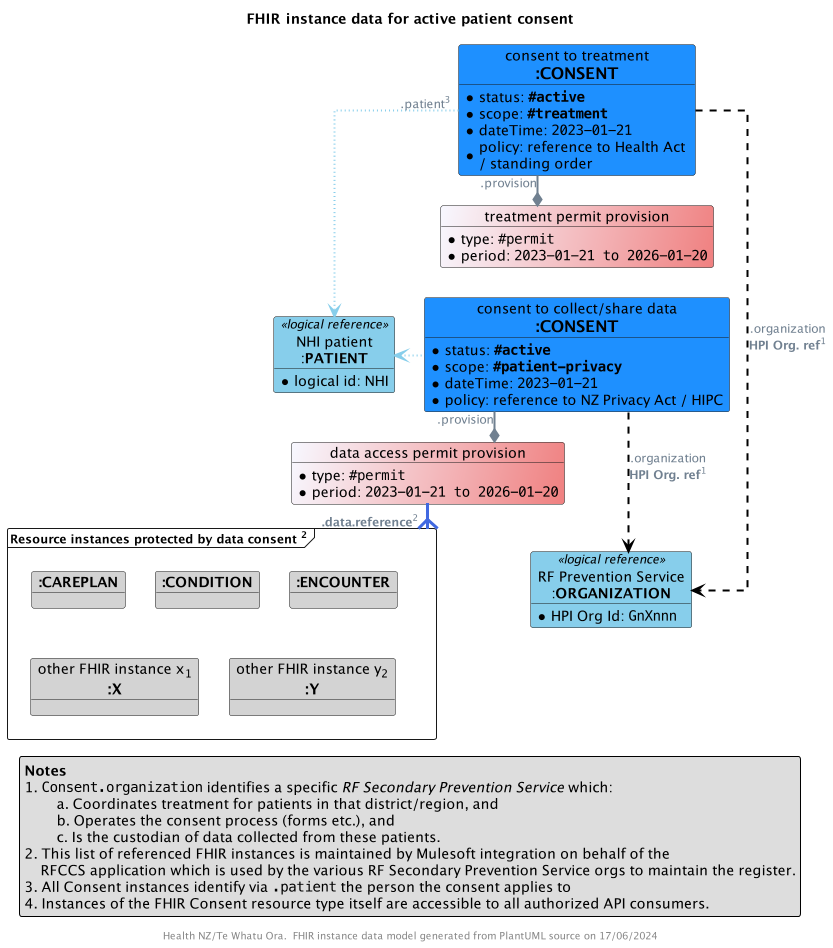 FHIR instance data for active patient consent
consent to treatment
:CONSENT
• status: #active
• scope: #treatment
• dateTime: 2023-01-21
• policy: reference to Health Act
/ standing order
.patient3
.provision
treatment permit provision
• type: #permit
• period: 2023-01-21 to 2026-01-20
«logical reference»
NHI patient
:PATIENT
• logical id: NHI
consent to collect/share data
:CONSENT
• status: #active
• scope: #patient-privacy
• dateTime: 2023-01-21
• policy: reference to NZ Privacy Act / HIPC
.organization
HPI Org. ref1
.provision
data access permit provision
• type: #permit
• period: 2023-01-21 to 2026-01-20
.organization
HPI Org. ref1
.data.reference2
Resource instances protected by data consent 2
:CAREPLAN
:CONDITION
:ENCOUNTER
other FHIR instance x1
:X
other FHIR instance y2
:Y
«logical reference»
RF Prevention Service
:ORGANIZATION
• HPI Org Id: GnXnnn
Notes
1. Consent.organization identifies a specific RF Secondary Prevention Service which:
a. Coordinates treatment for patients in that district/region, and
b. Operates the consent process (forms etc.), and
c. Is the custodian of data collected from these patients.
2. This list of referenced FHIR instances is maintained by Mulesoft integration on behalf of the
RFCCS application which is used by the various RF Secondary Prevention Service orgs to maintain the register.
3. All Consent instances identify via .patient the person the consent applies to
4. Instances of the FHIR Consent resource type itself are accessible to all authorized API consumers.
Health NZ/Te Whatu Ora. FHIR instance data model generated from PlantUML source on 17/06/2024